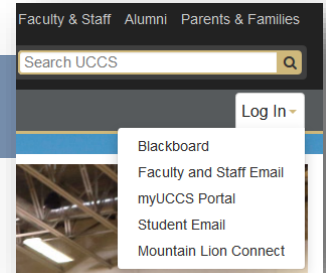 Faculty & Staff Alumni Parents & Families
Search UCCS
Log In
Blackboard
Faculty and Staff Email
myUCCS Portal
Student Email
Mountain Lion Connect